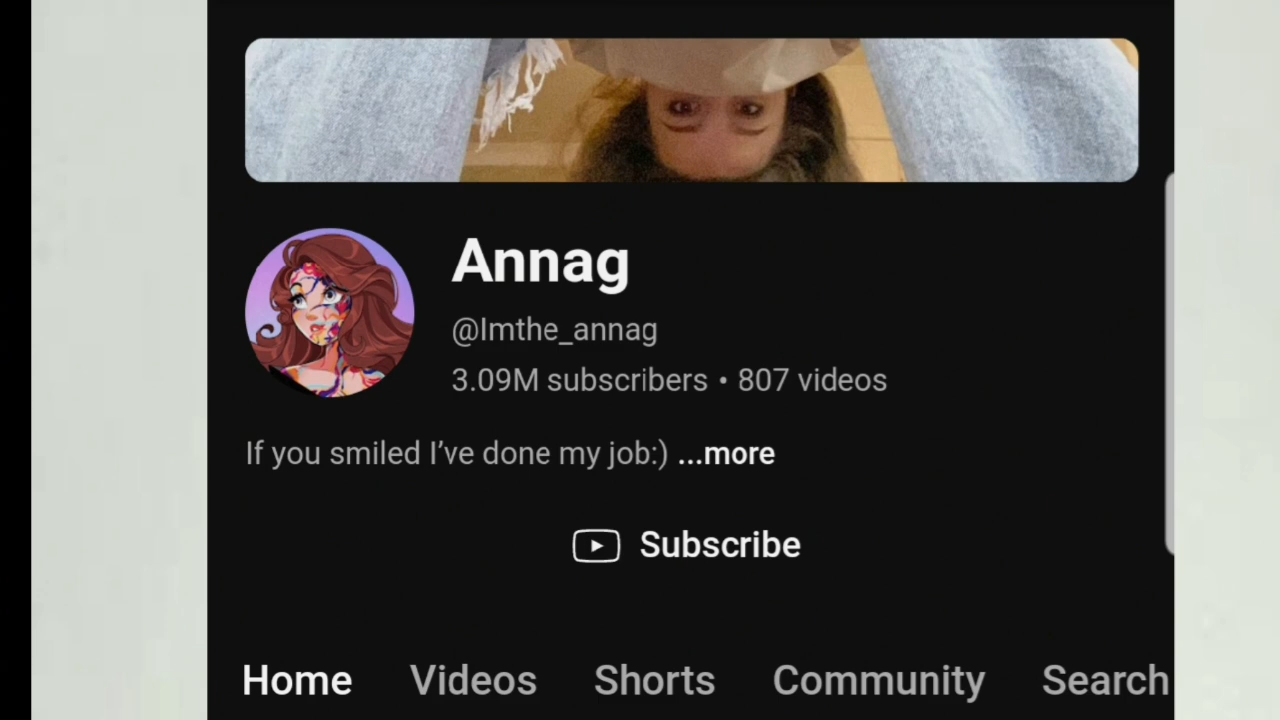 Annag
@Imthe_annag
3.09M subscribers • 807 videos
If you smiled I’ve done my job:) ...more
Subscribe
Home Videos Shorts Community Search